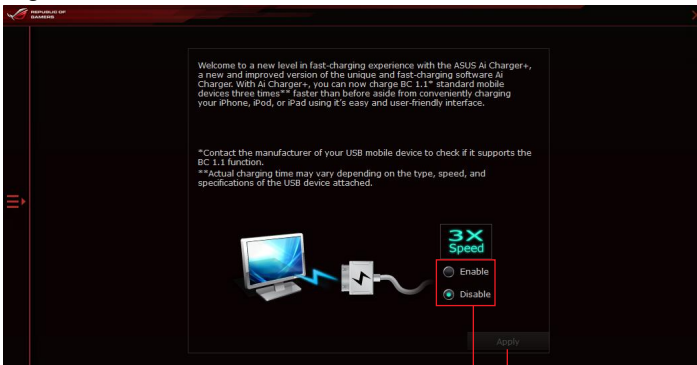 REPUBLIC OF
GAMERS
Welcome to a new level in fast-charging experience with the ASUS Ai Charger+,
a new and improved version of the unique and fast-charging software Ai
Charger. With Ai Charger+, you can now charge BC 1.1* standard mobile
devices three times** faster than before aside from conveniently charging
your iPhone, iPod, or iPad using it's easy and user-friendly interface.
*Contact the manufacturer of your USB mobile device to check if it supports the
BC 1.1 function.
**Actual charging time may vary depending on the type, speed, and
specifications of the USB device attached.
3X
Speed
Enable
Disable
Apply